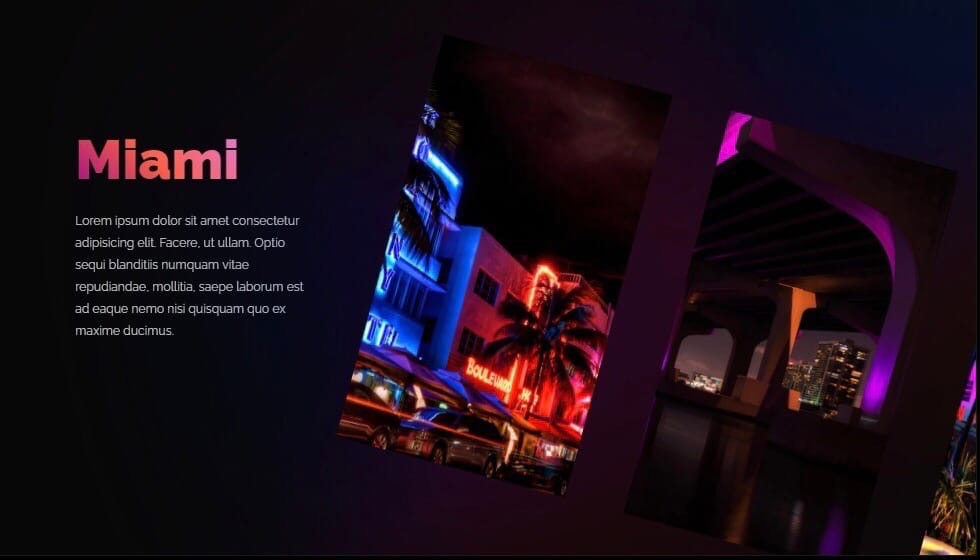 Miami
Lorem ipsum dolor sit amet consectetur
adipisicing elit. Facere, ut ullam. Optio
sequi blanditiis numquam vitae
repudiandae, mollitia, saepe laborum est
ad eaque nemo nisi quisquam quo ex
maxime ducimus.
BOULEVARD